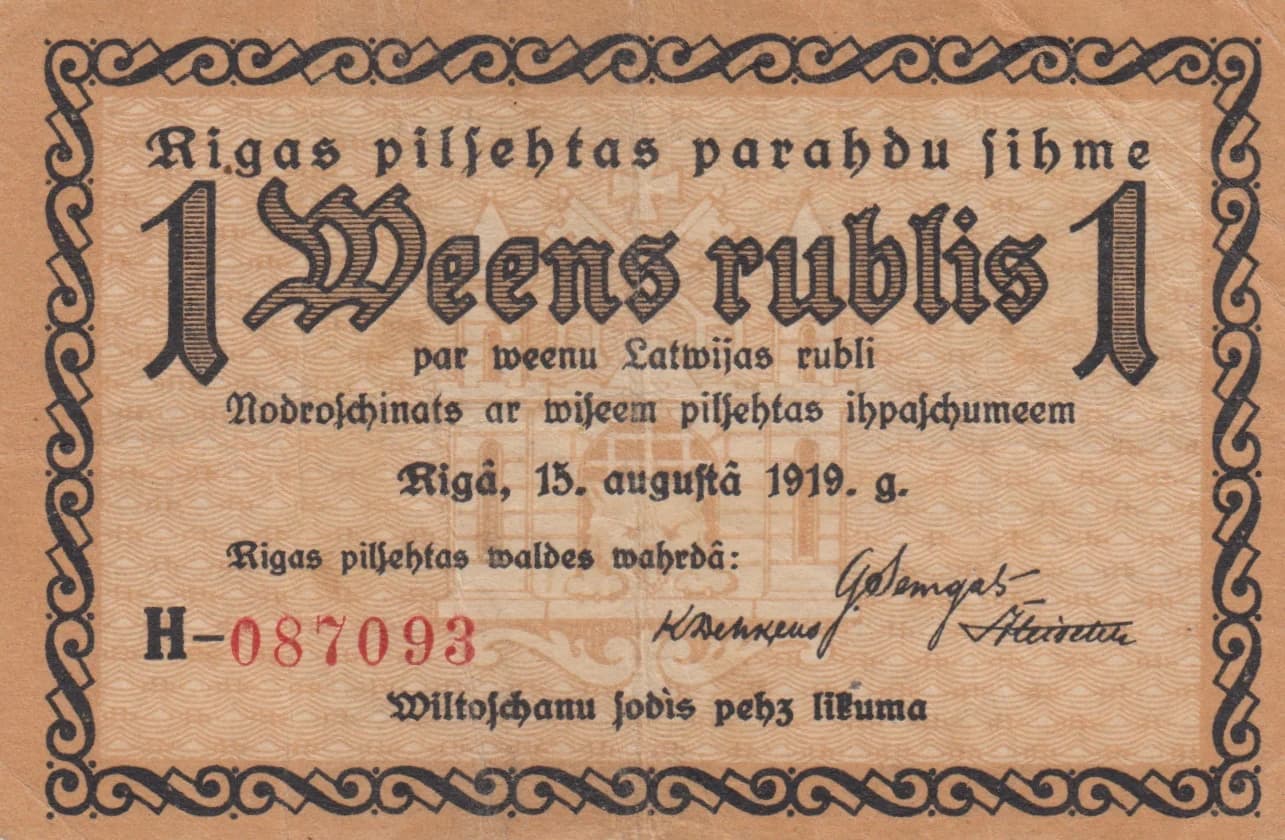 Rigas pilſehtas parahdu ſihme
1 Weens rublis 1
par weenu Latwijas rubli
Nodroſchinats ar wiſeem pilſehtas ihpaſchumeem
Rigâ, 15. auguſtâ 1919. g.
Rigas pilſehtas waldes wahrdâ:
H-087093
Wiltoſchanu ſodis pehz likuma